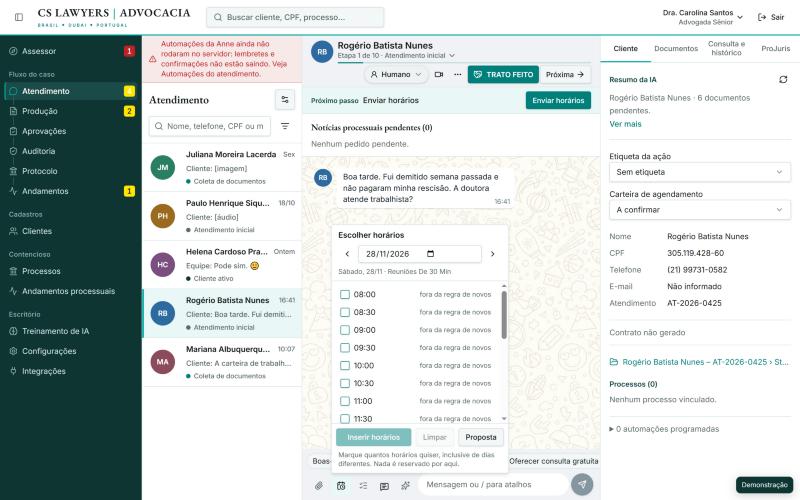 CS LAWYERS | ADVOCACIA
BRASIL • DUBAI • PORTUGAL
Buscar cliente, CPF, processo...
Dra. Carolina Santos
Advogada Sênior
Sair
Assessor 1
Fluxo do caso
Atendimento 4
Produção 2
Aprovações
Auditoria
Protocolo
Andamentos 1
Cadastros
Clientes
Contencioso
Processos
Andamentos processuais
Escritório
Treinamento de IA
Configurações
Integrações
Automações da Anne ainda não
rodaram no servidor: lembretes e
confirmações não estão saindo. Veja
Automações do atendimento.
Atendimento
Nome, telefone, CPF ou m
JM
Juliana Moreira Lacerda Sex
Cliente: [imagem]
Coleta de documentos
PH
Paulo Henrique Siqu... 18/10
Cliente: [áudio]
Atendimento inicial
HC
Helena Cardoso Pra... Ontem
Equipe: Pode sim. 😊
Cliente ativo
RB
Rogério Batista Nunes 16:41
Cliente: Boa tarde. Fui demiti...
Atendimento inicial
MA
Mariana Albuquerqu... 10:07
Cliente: A carteira de trabalh...
Coleta de documentos
RB
Rogério Batista Nunes
Etapa 1 de 10 · Atendimento inicial
Humano
TRATO FEITO
Próxima
Próximo passo Enviar horários
Enviar horários
Notícias processuais pendentes (0)
Nenhum pedido pendente.
RB
Boa tarde. Fui demitido semana passada e
não pagaram minha rescisão. A doutora
atende trabalhista?
16:41
Escolher horários
28/11/2026
Sábado, 28/11 · Reuniões De 30 Min
08:00 fora da regra de novos
08:30 fora da regra de novos
09:00 fora da regra de novos
09:30 fora da regra de novos
10:00 fora da regra de novos
10:30 fora da regra de novos
11:00 fora da regra de novos
11:30 fora da regra de novos
Inserir horários
Limpar
Proposta
Marque quantos horários quiser, inclusive de dias
diferentes. Nada é reservado por aqui.
Boas-
Oferecer consulta gratuita
Mensagem ou / para atalhos
Cliente
Documentos
Consulta e
histórico
ProJuris
Resumo da IA
Rogério Batista Nunes · 6 documentos
pendentes.
Ver mais
Etiqueta da ação
Sem etiqueta
Carteira de agendamento
A confirmar
Nome Rogério Batista Nunes
CPF 305.119.428-60
Telefone (21) 99731-0582
E-mail Não informado
Atendimento AT-2026-0425
Contrato não gerado
Rogério Batista Nunes – AT-2026-0425 › St...
Processos (0)
Nenhum processo vinculado.
0 automações programadas
Demonstração